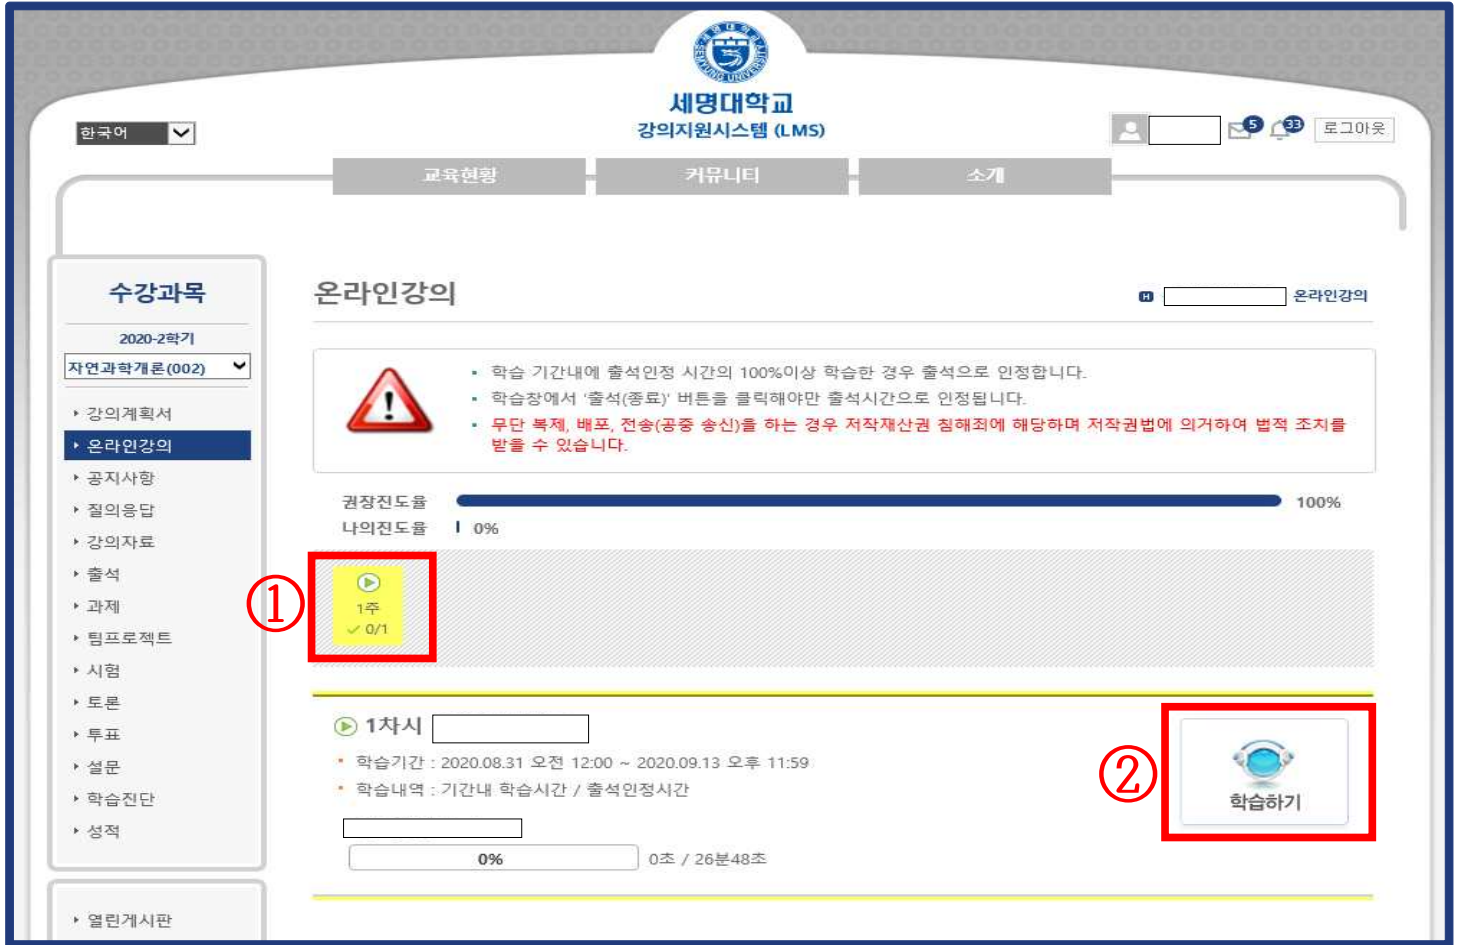 세명대학교
SEMYUNG UNIVERSITY
세명대학교
강의지원시스템 (LMS)
한국어
5
33
로그아웃
교육현황
커뮤니티
소개
수강과목
2020-2학기
자연과학개론(002)
강의계획서
온라인강의
공지사항
질의응답
강의자료
출석
과제
팀프로젝트
시험
토론
투표
설문
학습진단
성적
열린게시판
온라인강의
H 온라인강의
학습 기간내에 출석인정 시간의 100%이상 학습한 경우 출석으로 인정합니다.
학습창에서 '출석(종료)' 버튼을 클릭해야만 출석시간으로 인정됩니다.
무단 복제, 배포, 전송(공중 송신)을 하는 경우 저작재산권 침해죄에 해당하며 저작권법에 의거하여 법적 조치를
받을 수 있습니다.
권장진도율 100%
나의진도율 0%
①
1주
0/1
1차시
학습기간 : 2020.08.31 오전 12:00 ~ 2020.09.13 오후 11:59
학습내역 : 기간내 학습시간 / 출석인정시간
②
학습하기
0% 0초 / 26분48초